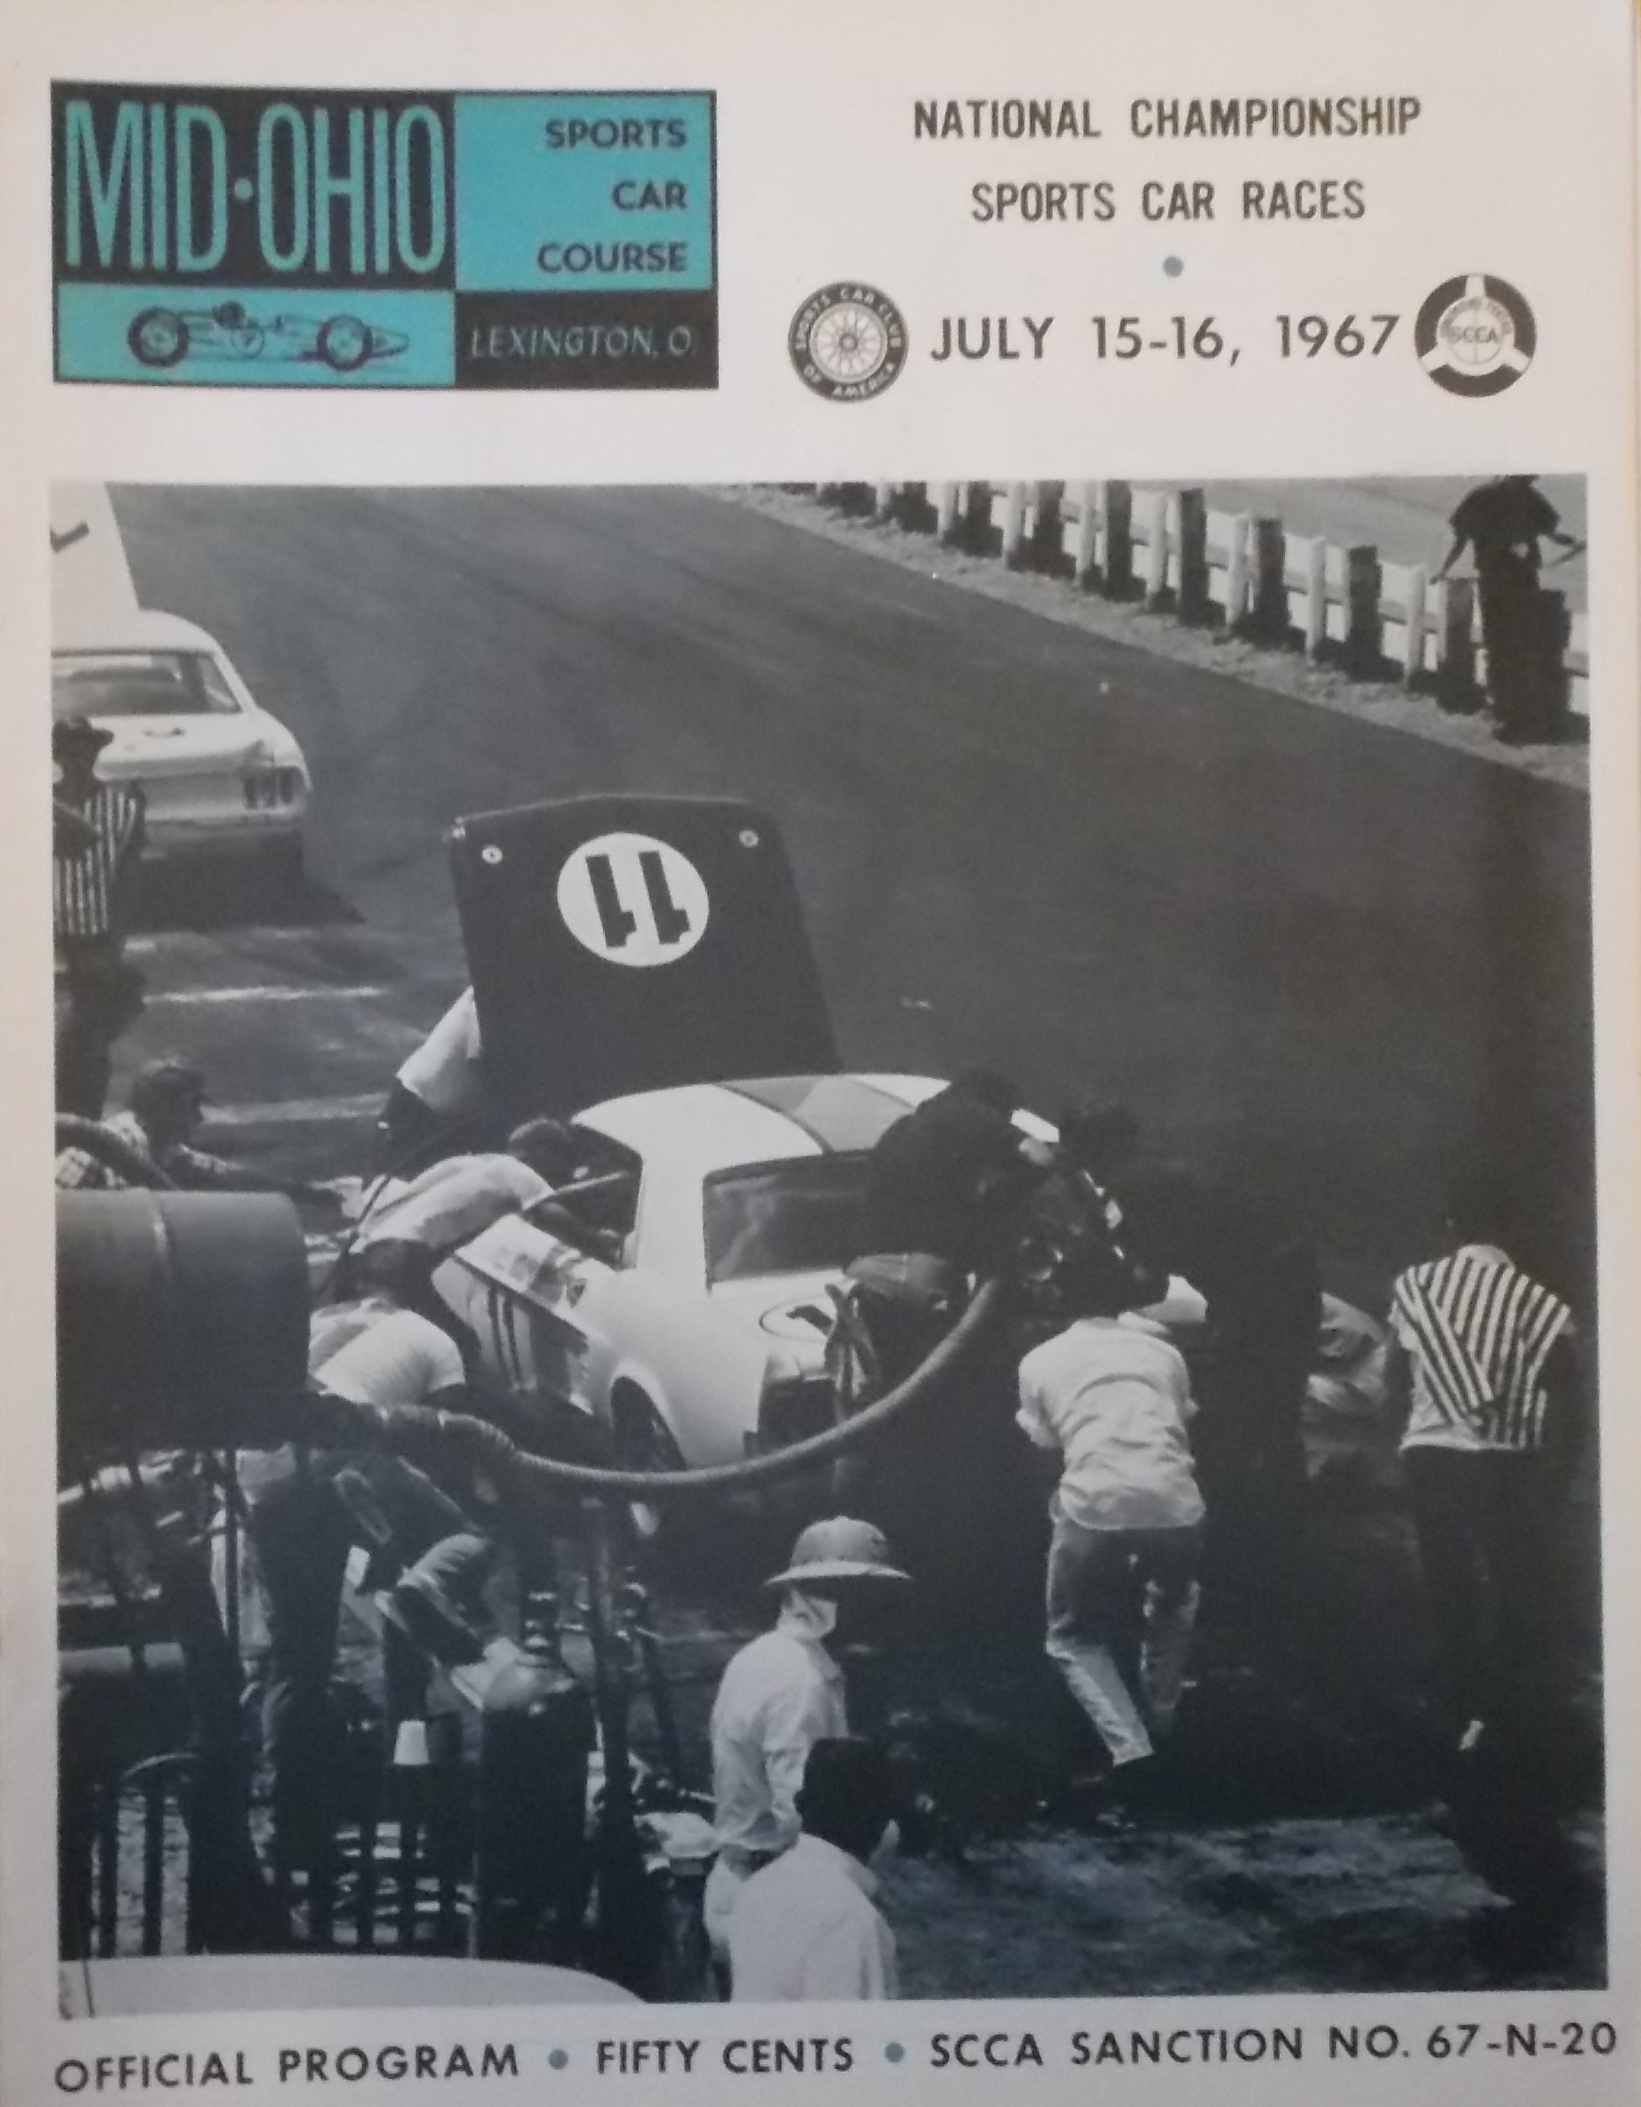 MID·OHIO
SPORTS
CAR
COURSE
LEXINGTON, O.
NATIONAL CHAMPIONSHIP
SPORTS CAR RACES
SPORTS CAR CLUB
OF AMERICA
JULY 15-16, 1967
SCCA
11
11
OFFICIAL PROGRAM • FIFTY CENTS • SCCA SANCTION NO. 67-N-20